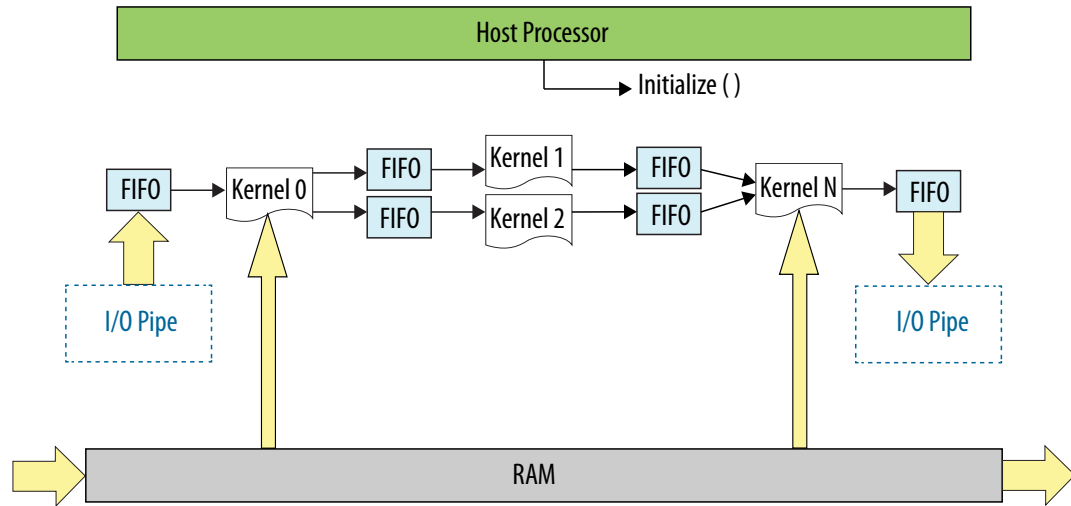 Host Processor
Initialize ( )
FIFO
Kernel 0
FIFO
FIFO
Kernel 1
Kernel 2
FIFO
FIFO
Kernel N
FIFO
I/O Pipe
I/O Pipe
RAM